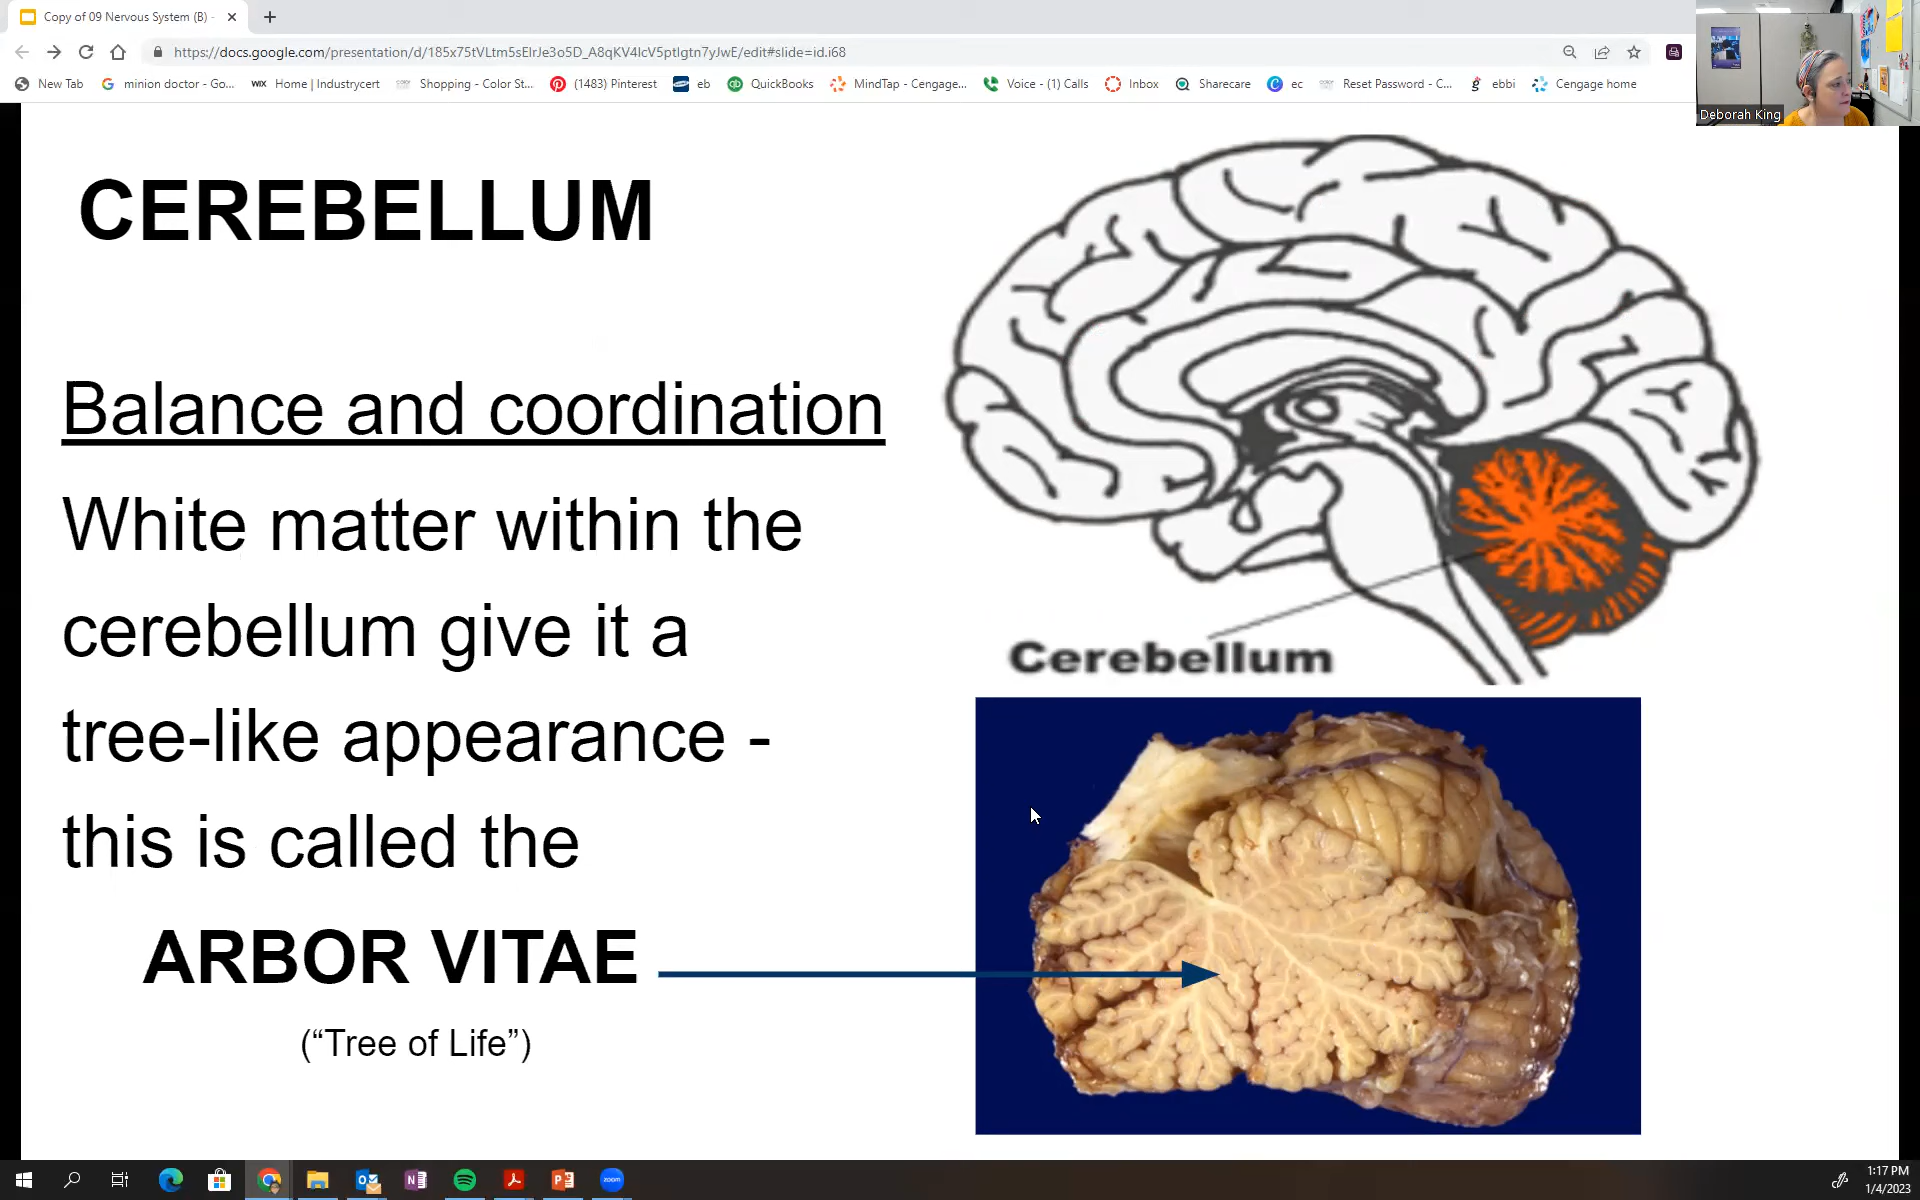 Copy of 09 Nervous System (B) -
https://docs.google.com/presentation/d/185x75tVLtm5sEIrJe3o5D_A8qKV4lcV5ptIgtn7yJwE/edit#slide=id.i68
New Tab
minion doctor - Go...
WIX Home | Industrycert
Shopping - Color St...
(1483) Pinterest
eb
QuickBooks
MindTap - Cengage...
Voice - (1) Calls
Inbox
Sharecare
ec
Reset Password - C...
ebbi
Cengage home
Deborah King
CEREBELLUM
Balance and coordination
White matter within the
cerebellum give it a
tree-like appearance -
this is called the
ARBOR VITAE
(“Tree of Life”)
Cerebellum
zoom
1:17 PM
1/4/2023